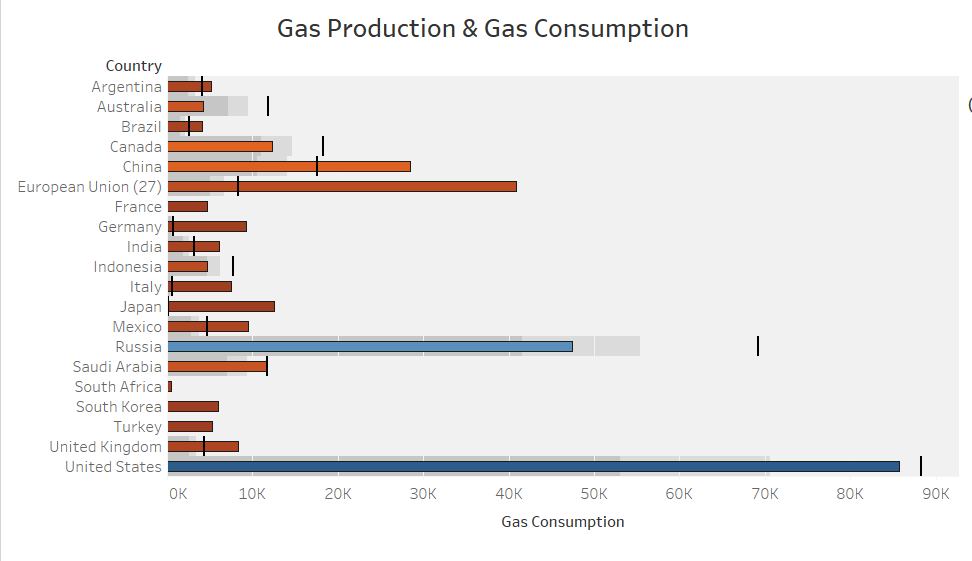 Gas Production & Gas Consumption
Country
Argentina
Australia
Brazil
Canada
China
European Union (27)
France
Germany
India
Indonesia
Italy
Japan
Mexico
Russia
Saudi Arabia
South Africa
South Korea
Turkey
United Kingdom
United States
0K 10K 20K 30K 40K 50K 60K 70K 80K 90K
Gas Consumption